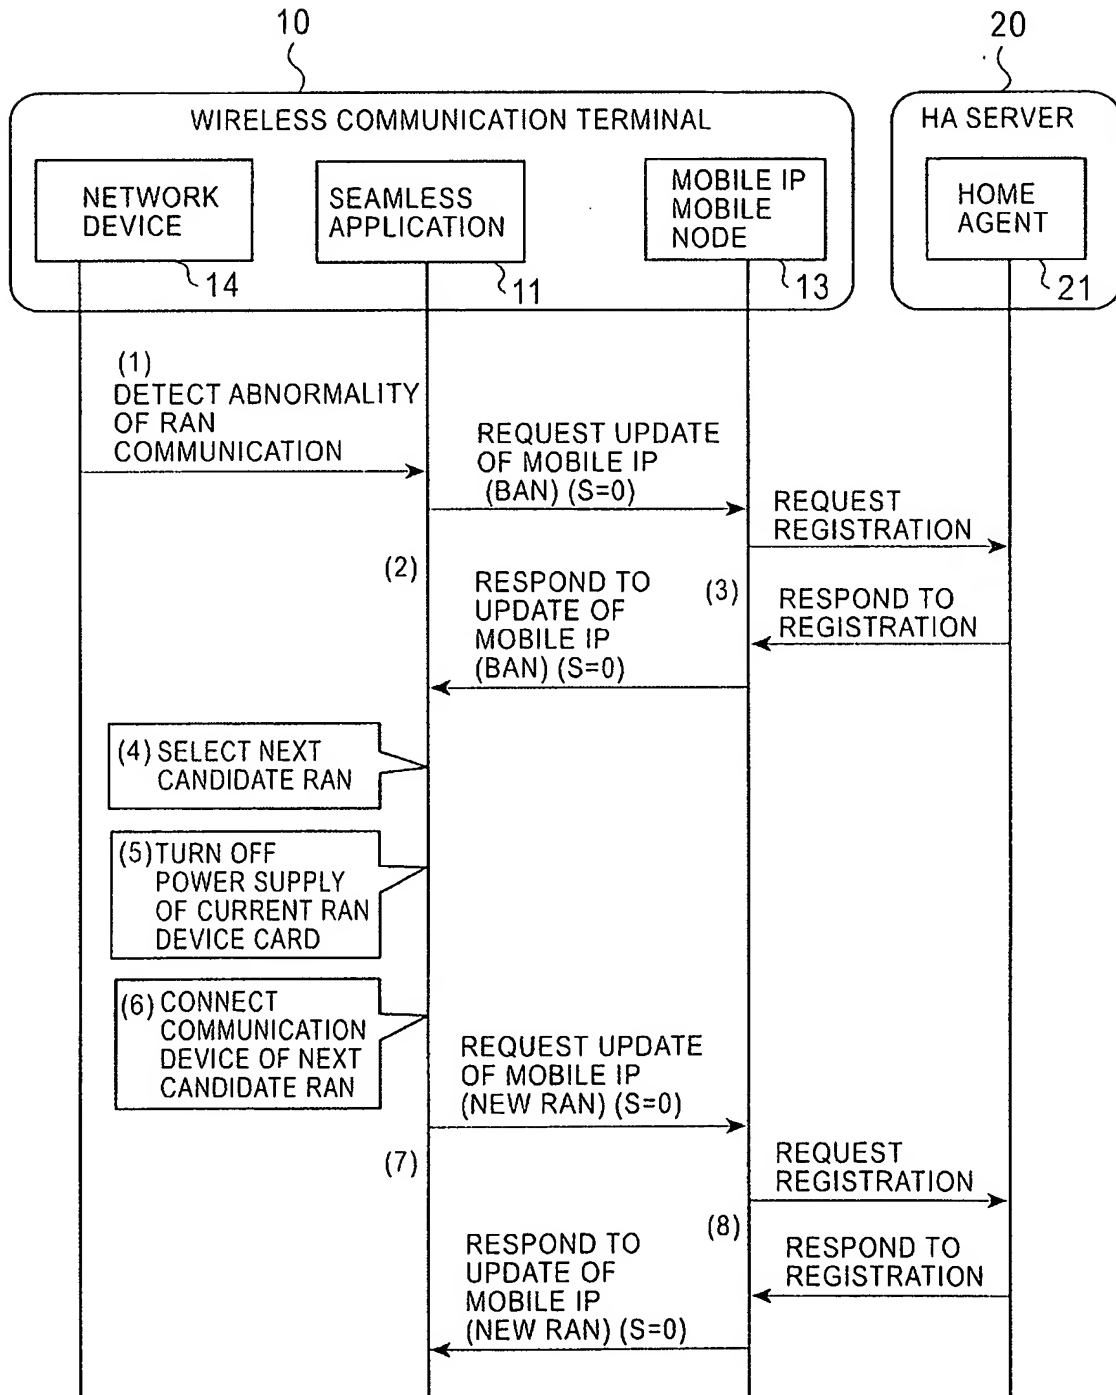 10
20
WIRELESS COMMUNICATION TERMINAL
HA SERVER
NETWORK
DEVICE
SEAMLESS
APPLICATION
MOBILE IP
MOBILE
NODE
HOME
AGENT
14
11
13
21
(1)
DETECT ABNORMALITY
OF RAN
COMMUNICATION
REQUEST UPDATE
OF MOBILE IP
(BAN) (S=0)
REQUEST
REGISTRATION
(2)
RESPOND TO
UPDATE OF
MOBILE IP
(BAN) (S=0)
(3)
RESPOND TO
REGISTRATION
(4) SELECT NEXT
CANDIDATE RAN
(5) TURN OFF
POWER SUPPLY
OF CURRENT RAN
DEVICE CARD
(6) CONNECT
COMMUNICATION
DEVICE OF NEXT
CANDIDATE RAN
REQUEST UPDATE
OF MOBILE IP
(NEW RAN) (S=0)
(7)
REQUEST
REGISTRATION
RESPOND TO
UPDATE OF
MOBILE IP
(NEW RAN) (S=0)
(8)
RESPOND TO
REGISTRATION